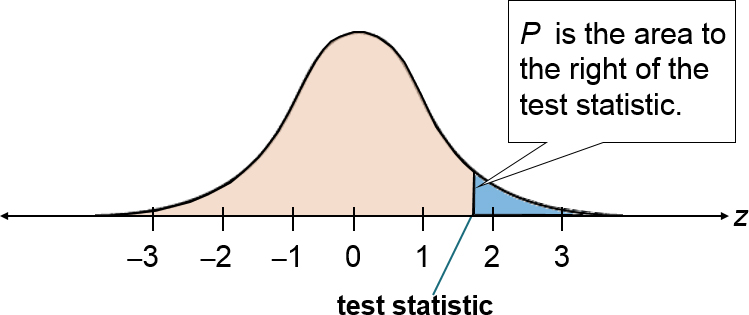 P is the area to
the right of the
test statistic.
z
–3 –2 –1 0 1 2 3
test statistic